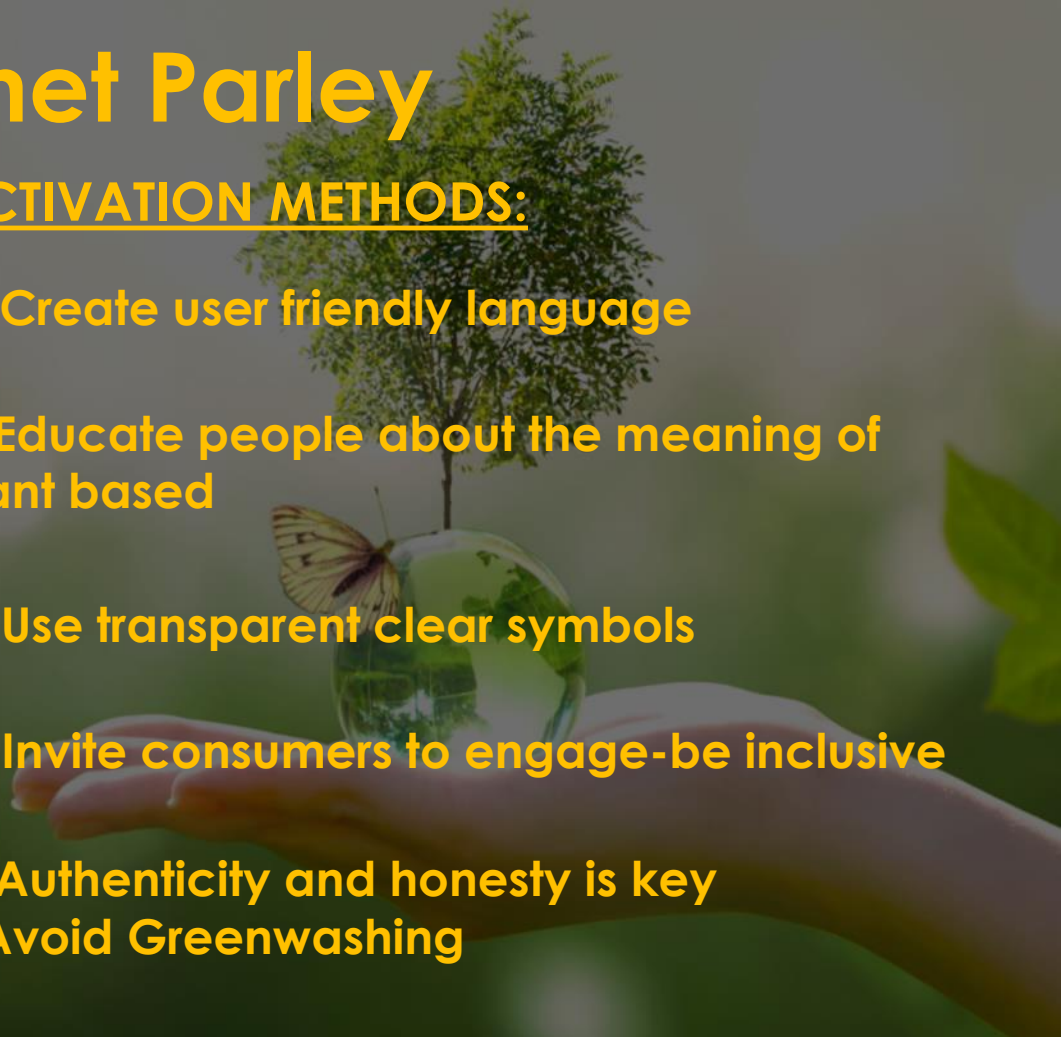 net Parley
CTIVATION METHODS:
Create user friendly language
Educate people about the meaning of
ant based
Use transparent clear symbols
Invite consumers to engage-be inclusive
Authenticity and honesty is key
Avoid Greenwashing